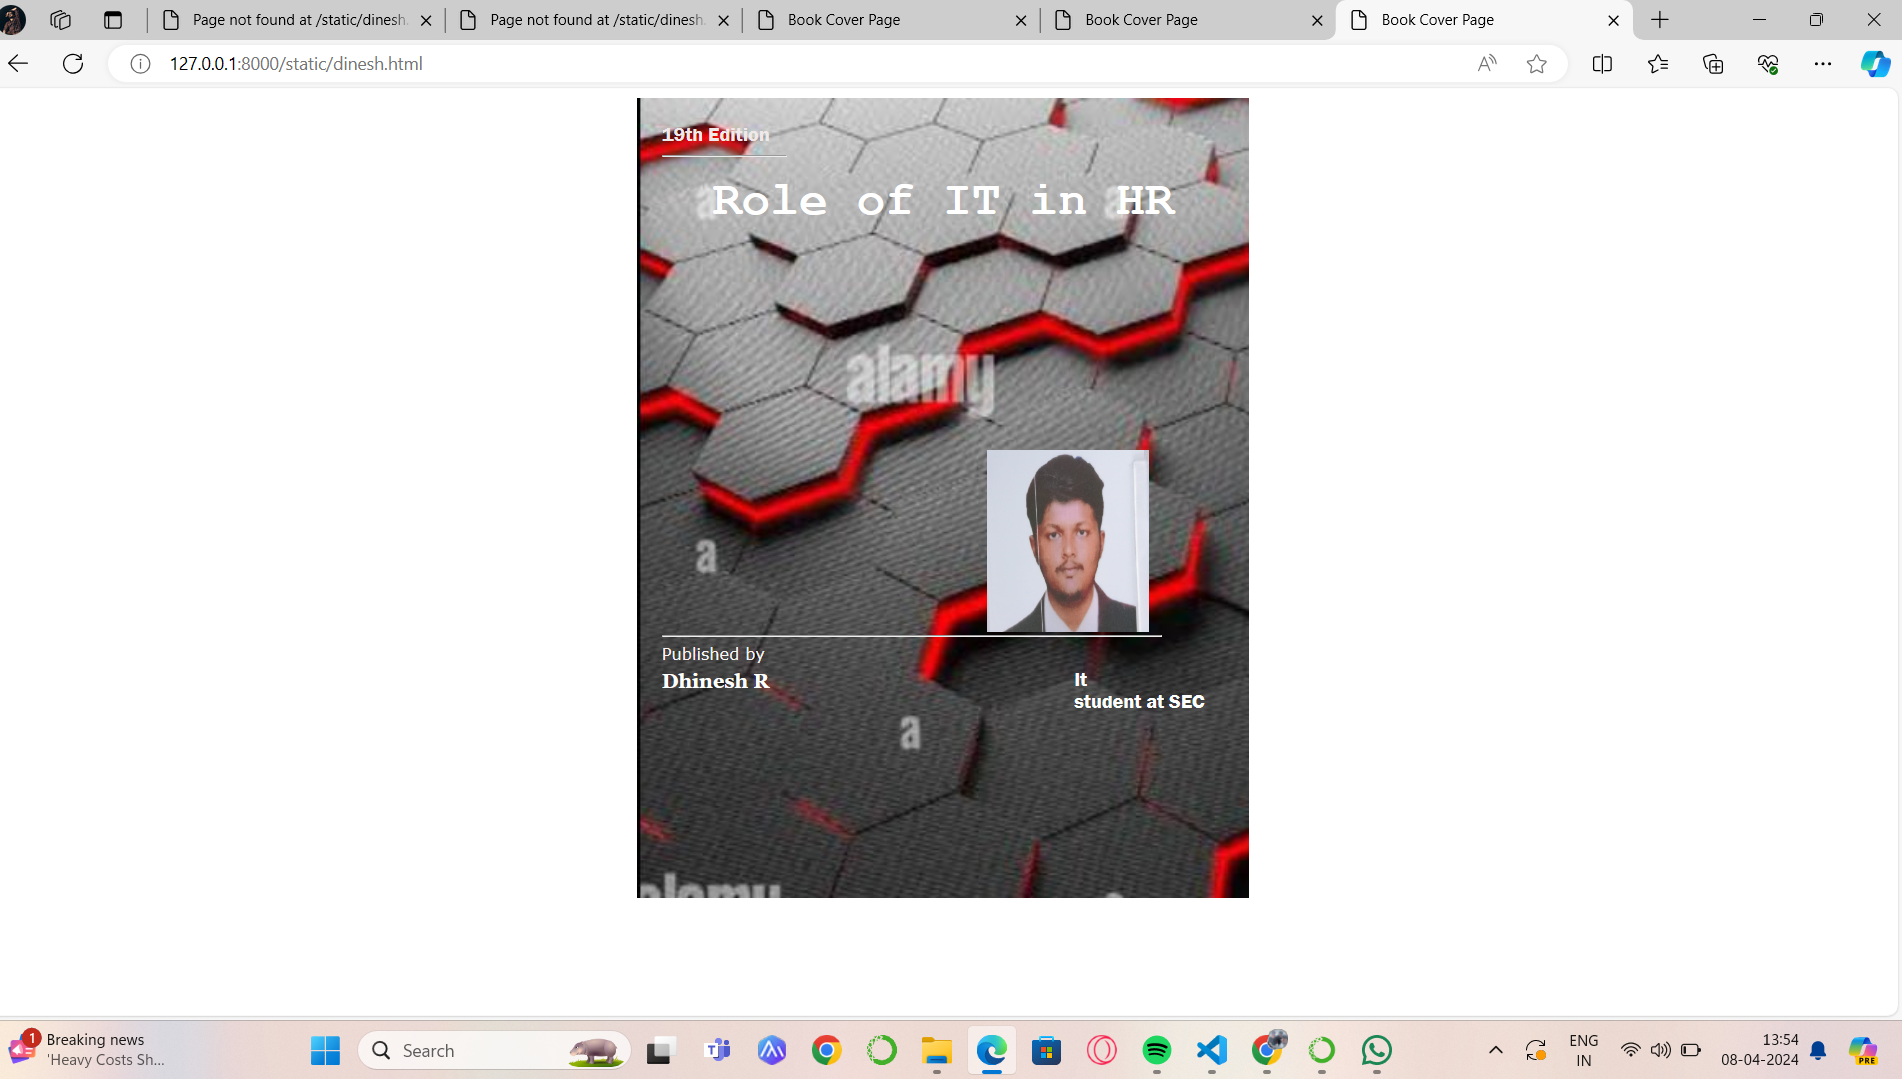 Page not found at /static/dinesh.
Page not found at /static/dinesh.
Book Cover Page
Book Cover Page
Book Cover Page
127.0.0.1:8000/static/dinesh.html
19th Edition
Role of IT in HR
a
a
alamy
a
Published by
Dhinesh R
It
student at SEC
a
alamy
1
Breaking news
'Heavy Costs Sh...
Search
ENG
IN
13:54
08-04-2024
PRE